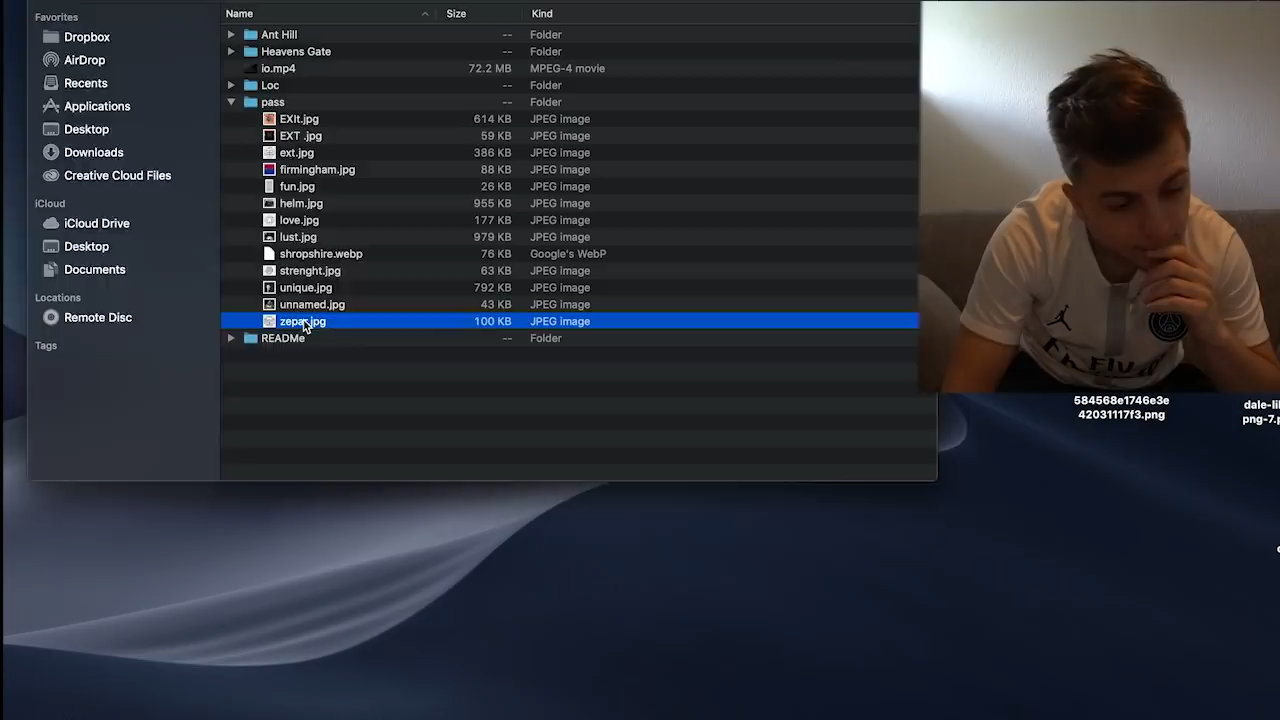 Favorites
Dropbox
AirDrop
Recents
Applications
Desktop
Downloads
Creative Cloud Files
iCloud
iCloud Drive
Desktop
Documents
Locations
Remote Disc
Tags
Name Size Kind
Ant Hill -- Folder
Heavens Gate -- Folder
io.mp4 72.2 MB MPEG-4 movie
Loc -- Folder
pass -- Folder
EXIt.jpg 614 KB JPEG image
EXT .jpg 59 KB JPEG image
ext.jpg 386 KB JPEG image
firmingham.jpg 88 KB JPEG image
fun.jpg 26 KB JPEG image
helm.jpg 955 KB JPEG image
love.jpg 177 KB JPEG image
lust.jpg 979 KB JPEG image
shropshire.webp 76 KB Google's WebP
strenght.jpg 63 KB JPEG image
unique.jpg 792 KB JPEG image
unnamed.jpg 43 KB JPEG image
zepar.jpg 100 KB JPEG image
READMe -- Folder
584568e1746e3e
42031117f3.png
dale-li
png-7.p